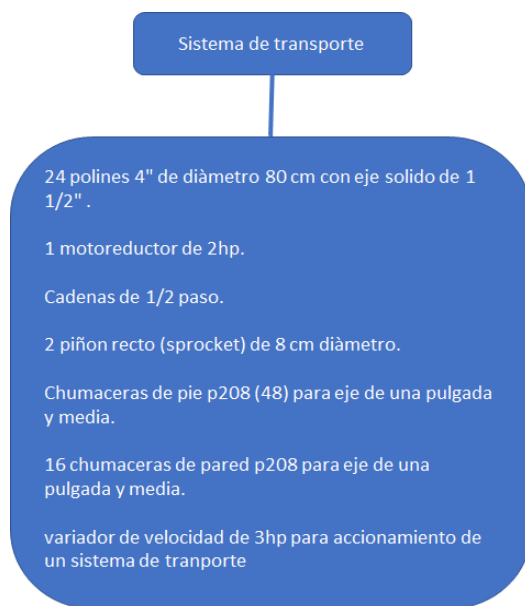 Sistema de transporte
24 polines 4" de diàmetro 80 cm con eje solido de 1
1/2" .
1 motoreductor de 2hp.
Cadenas de 1/2 paso.
2 piñon recto (sprocket) de 8 cm diàmetro.
Chumaceras de pie p208 (48) para eje de una pulgada
y media.
16 chumaceras de pared p208 para eje de una
pulgada y media.
variador de velocidad de 3hp para accionamiento de
un sistema de tranporte